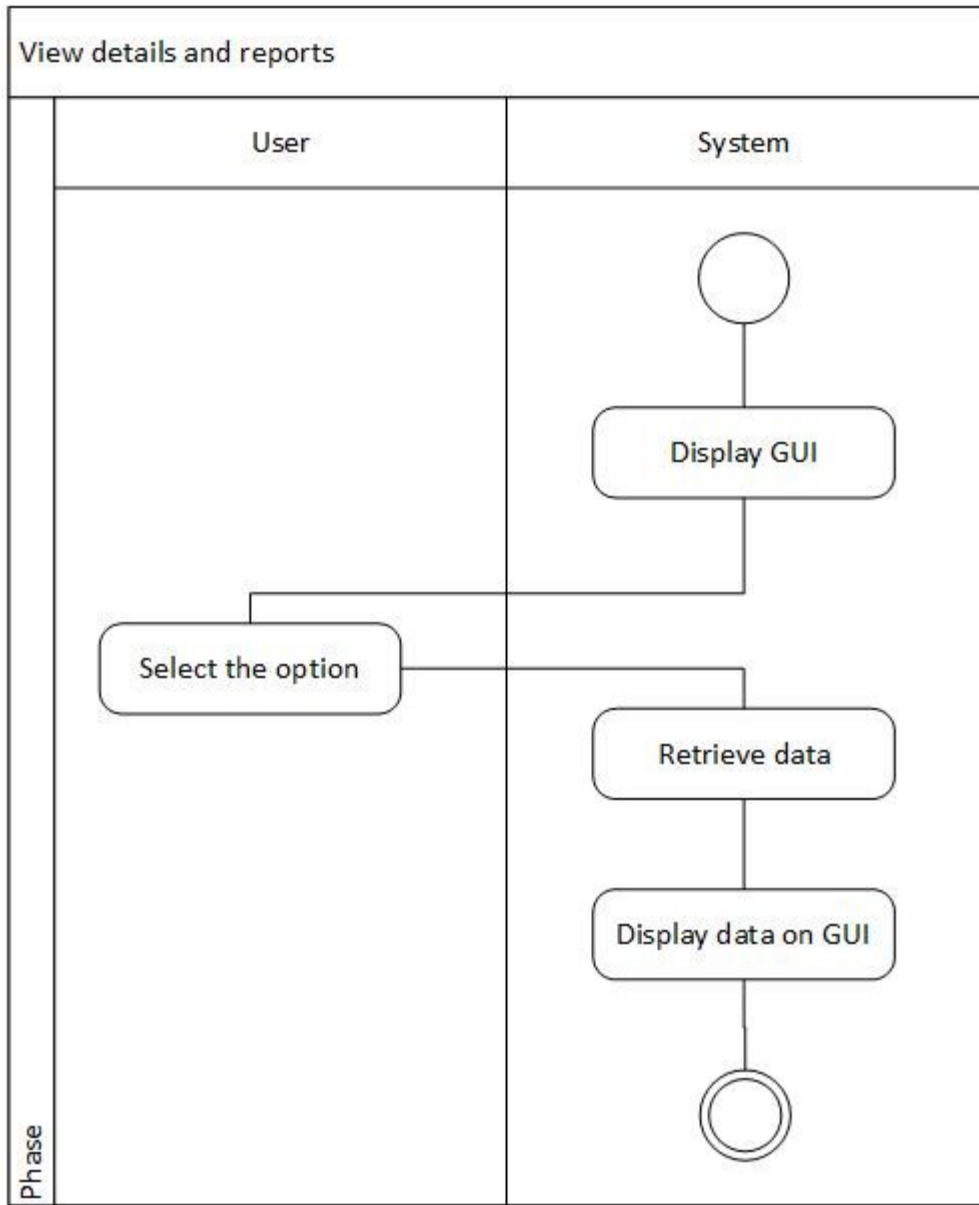 View details and reports
User
System
Display GUI
Select the option
Retrieve data
Display data on GUI
Phase